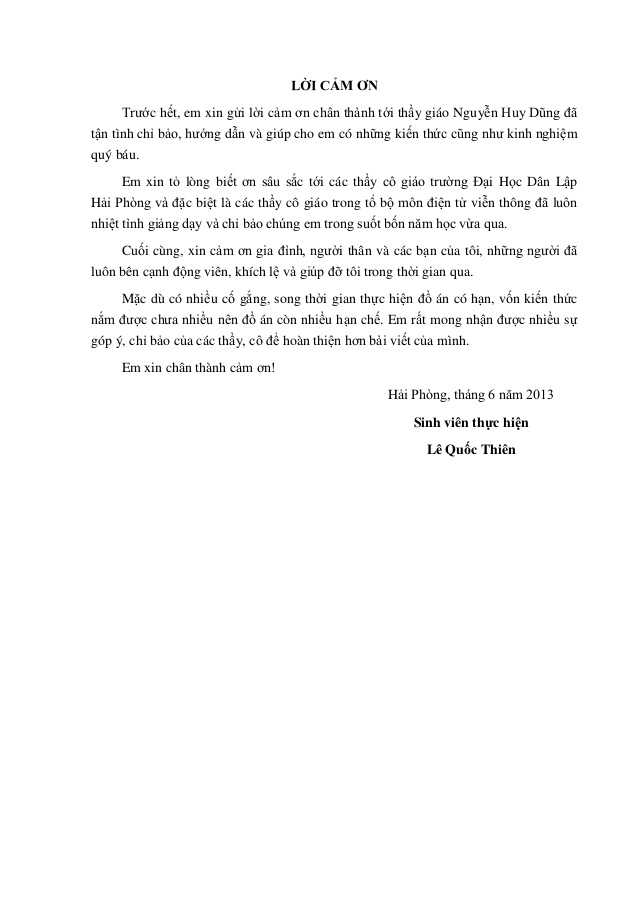 LỜI CẢM ƠN
Trước hết, em xin gửi lời cảm ơn chân thành tới thầy giáo Nguyễn Huy Dũng đã
tận tình chỉ bảo, hướng dẫn và giúp cho em có những kiến thức cũng như kinh nghiệm
quý báu.
Em xin tỏ lòng biết ơn sâu sắc tới các thầy cô giáo trường Đại Học Dân Lập
Hải Phòng và đặc biệt là các thầy cô giáo trong tổ bộ môn điện tử viễn thông đã luôn
nhiệt tình giảng dạy và chỉ bảo chúng em trong suốt bốn năm học vừa qua.
Cuối cùng, xin cảm ơn gia đình, người thân và các bạn của tôi, những người đã
luôn bên cạnh động viên, khích lệ và giúp đỡ tôi trong thời gian qua.
Mặc dù có nhiều cố gắng, song thời gian thực hiện đồ án có hạn, vốn kiến thức
nắm được chưa nhiều nên đồ án còn nhiều hạn chế. Em rất mong nhận được nhiều sự
góp ý, chỉ bảo của các thầy, cô để hoàn thiện hơn bài viết của mình.
Em xin chân thành cảm ơn!
Hải Phòng, tháng 6 năm 2013
Sinh viên thực hiện
Lê Quốc Thiên